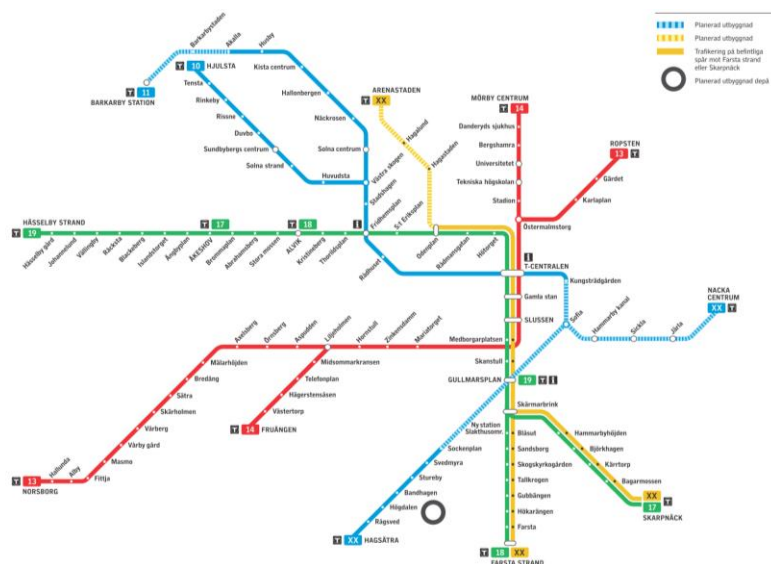 Planerad utbyggnad
Planerad utbyggnad
Trafikering på befintliga
spår mot Farsta strand
eller Skarpnäck
Planerad utbyggnad depå
Barkarbystaden
Akalla
Husby
T 10 HJULSTA
Kista centrum
T 11
BARKARBY STATION
Tensta
Rinkeby
Rissne
Duvbo
Sundbybergs centrum
Solna strand
Huvudsta
Hallonbergen
Näckrosen
Solna centrum
Västra skogen
Stadshagen
Fridhemsplan
ARENASTADEN
T XX
Hagalund
Hagastaden
MÖRBY CENTRUM
T 14
Danderyds sjukhus
Bergshamra
Universitetet
Tekniska högskolan
Stadion
ROPSTEN
13 T
Gärdet
Karlaplan
Östermalmstorg
HÄSSELBY STRAND
T 19
Hässelby gård
Johannelund
Vällingby
Råcksta
Blackeberg
Islandstorget
Ängbyplan
T 17
ÅKESHOV
Brommaplan
Abrahamsberg
Stora mossen
T 18
ALVIK
Kristineberg
Thorildsplan
i
S:t Eriksplan
Odenplan
Rådmansgatan
Hötorget
Rådhuset
i
T-CENTRALEN
Kungsträdgården
Gamla stan
SLUSSEN
Sofia
Hammarby kanal
Sickla
Järla
NACKA
CENTRUM
XX T
Medborgarplatsen
Skanstull
GULLMARSPLAN
19 T i
Skärmarbrink
Axelsberg
Örnsberg
Aspudden
Liljeholmen
Hornstull
Zinkensdamm
Mariatorget
Mälarhöjden
Bredäng
Sätra
Skärholmen
Vårberg
Vårby gård
Masmo
Fittja
Alby
Hallunda
T 13
NORSBORG
Midsommarkransen
Telefonplan
Hägerstensåsen
Västertorp
T 14 FRUÄNGEN
Ny station
Slakthusomr.
Sockenplan
Svedmyra
Stureby
Bandhagen
Högdalen
Rågsved
T XX HAGSÄTRA
Blåsut
Sandsborg
Skogskyrkogården
Tallkrogen
Gubbängen
Hökarängen
Farsta
T 18 XX
FARSTA STRAND
Hammarbyhöjden
Björkhagen
Kärrtorp
Bagarmossen
XX
17 T
SKARPNÄCK